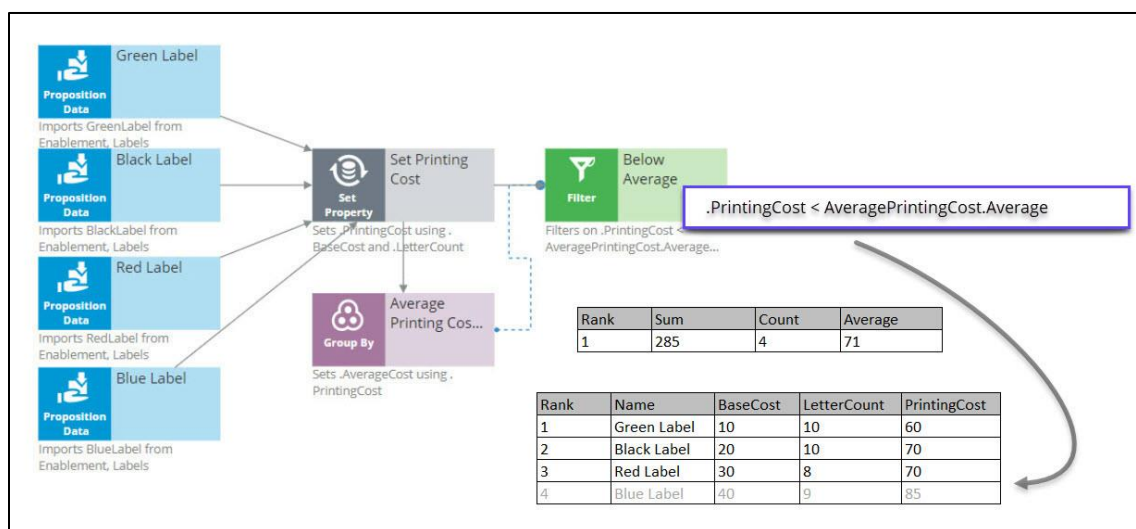 Green Label
Proposition
Data
Imports GreenLabel from
Enablement, Labels
Black Label
Proposition
Data
Imports BlackLabel from
Enablement, Labels
Red Label
Proposition
Data
Imports RedLabel from
Enablement, Labels
Blue Label
Proposition
Data
Imports BlueLabel from
Enablement, Labels
Set Printing
Cost
Set
Property
Sets .PrintingCost using .
BaseCost and .LetterCount
Average
Printing Cos...
Group By
Sets .AverageCost using .
PrintingCost
Below
Average
Filter
Filters on .PrintingCost <
AveragePrintingCost.Average...
.PrintingCost < AveragePrintingCost.Average
Rank Sum Count Average
1 285 4 71
Rank Name BaseCost LetterCount PrintingCost
1 Green Label 10 10 60
2 Black Label 20 10 70
3 Red Label 30 8 70
4 Blue Label 40 9 85